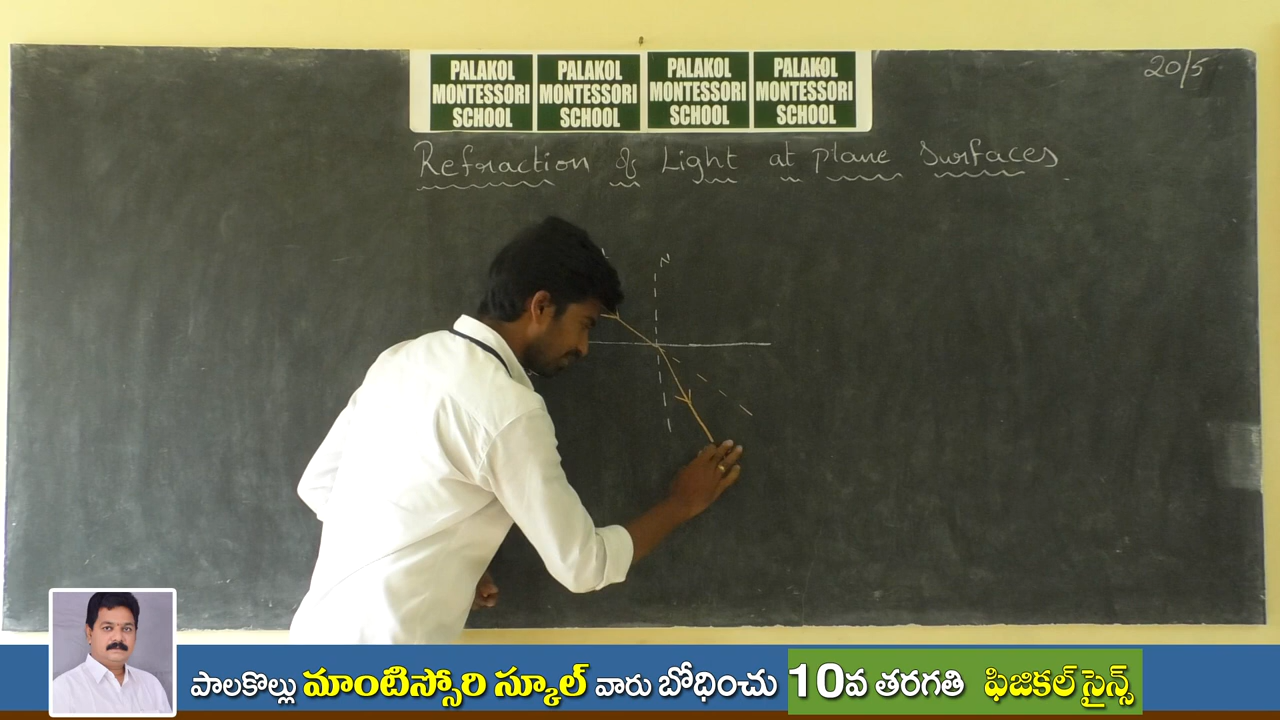 20/5
PALAKOL MONTESSORI SCHOOL
PALAKOL MONTESSORI SCHOOL
PALAKOL MONTESSORI SCHOOL
PALAKOL MONTESSORI SCHOOL
Refraction of Light at plane Surfaces
N
పాలకొల్లు మాంటిస్సోరి స్కూల్ వారు బోధించు 10వ తరగతి ఫిజికల్ సైన్స్